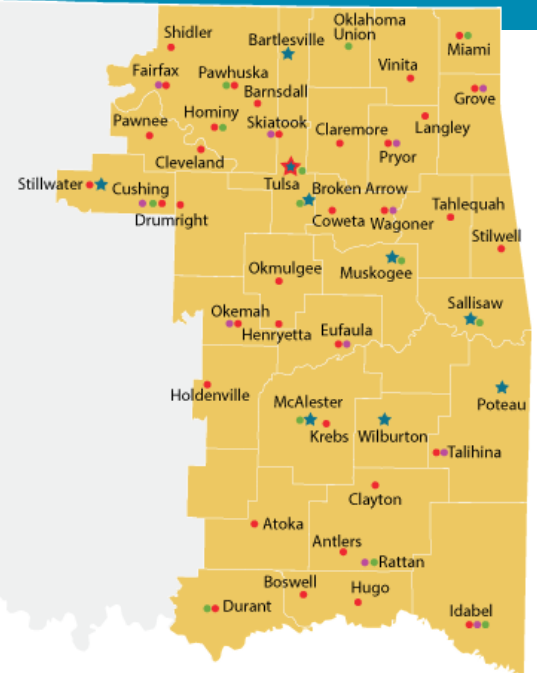 Oklahoma
Union
Shidler
Bartlesville
Miami
Vinita
Fairfax
Pawhuska
Barnsdall
Grove
Hominy
Pawnee
Skiatook
Claremore
Langley
Pryor
Cleveland
Stillwater
Cushing
Tulsa
Broken Arrow
Tahlequah
Drumright
Coweta
Wagoner
Stilwell
Okmulgee
Muskogee
Sallisaw
Okemah
Henryetta
Eufaula
Holdenville
McAlester
Poteau
Krebs
Wilburton
Talihina
Clayton
Atoka
Antlers
Rattan
Boswell
Hugo
Durant
Idabel